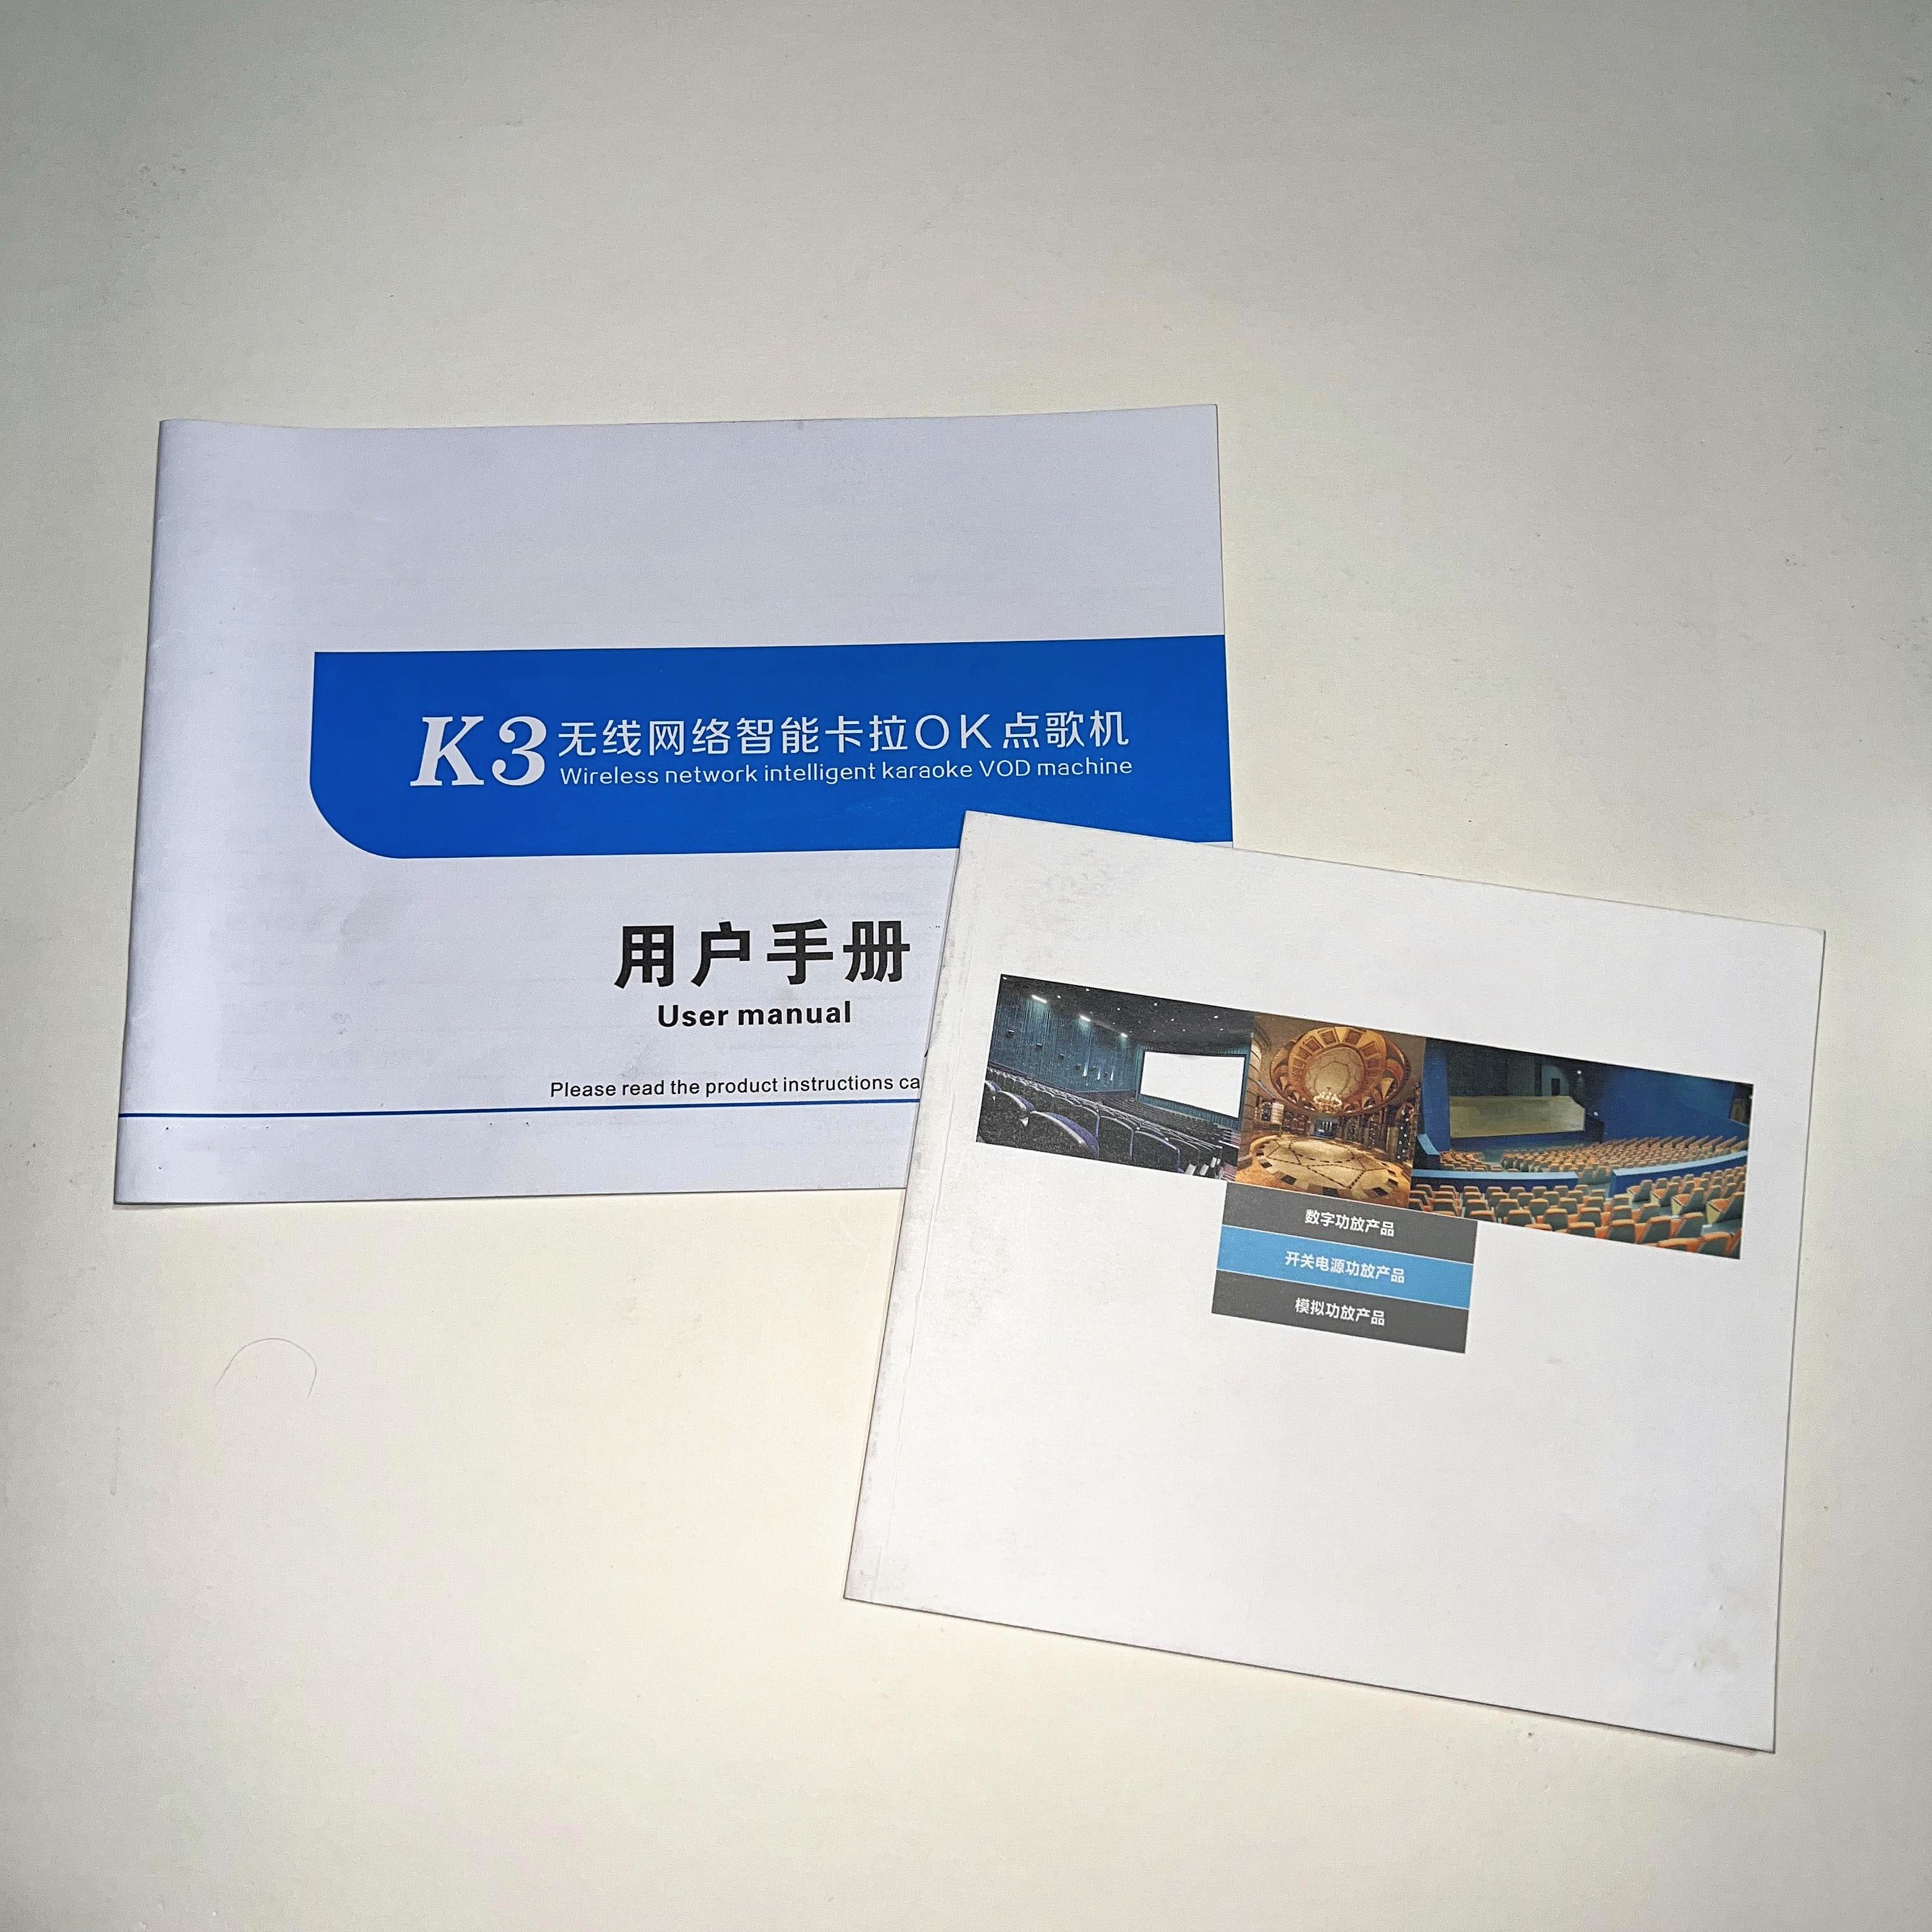 K3 无线网络智能卡拉OK点歌机
Wireless network intelligent karaoke VOD machine
用户手册
User manual
Please read the product instructions ca
数字功放产品
开关电源功放产品
模拟功放产品